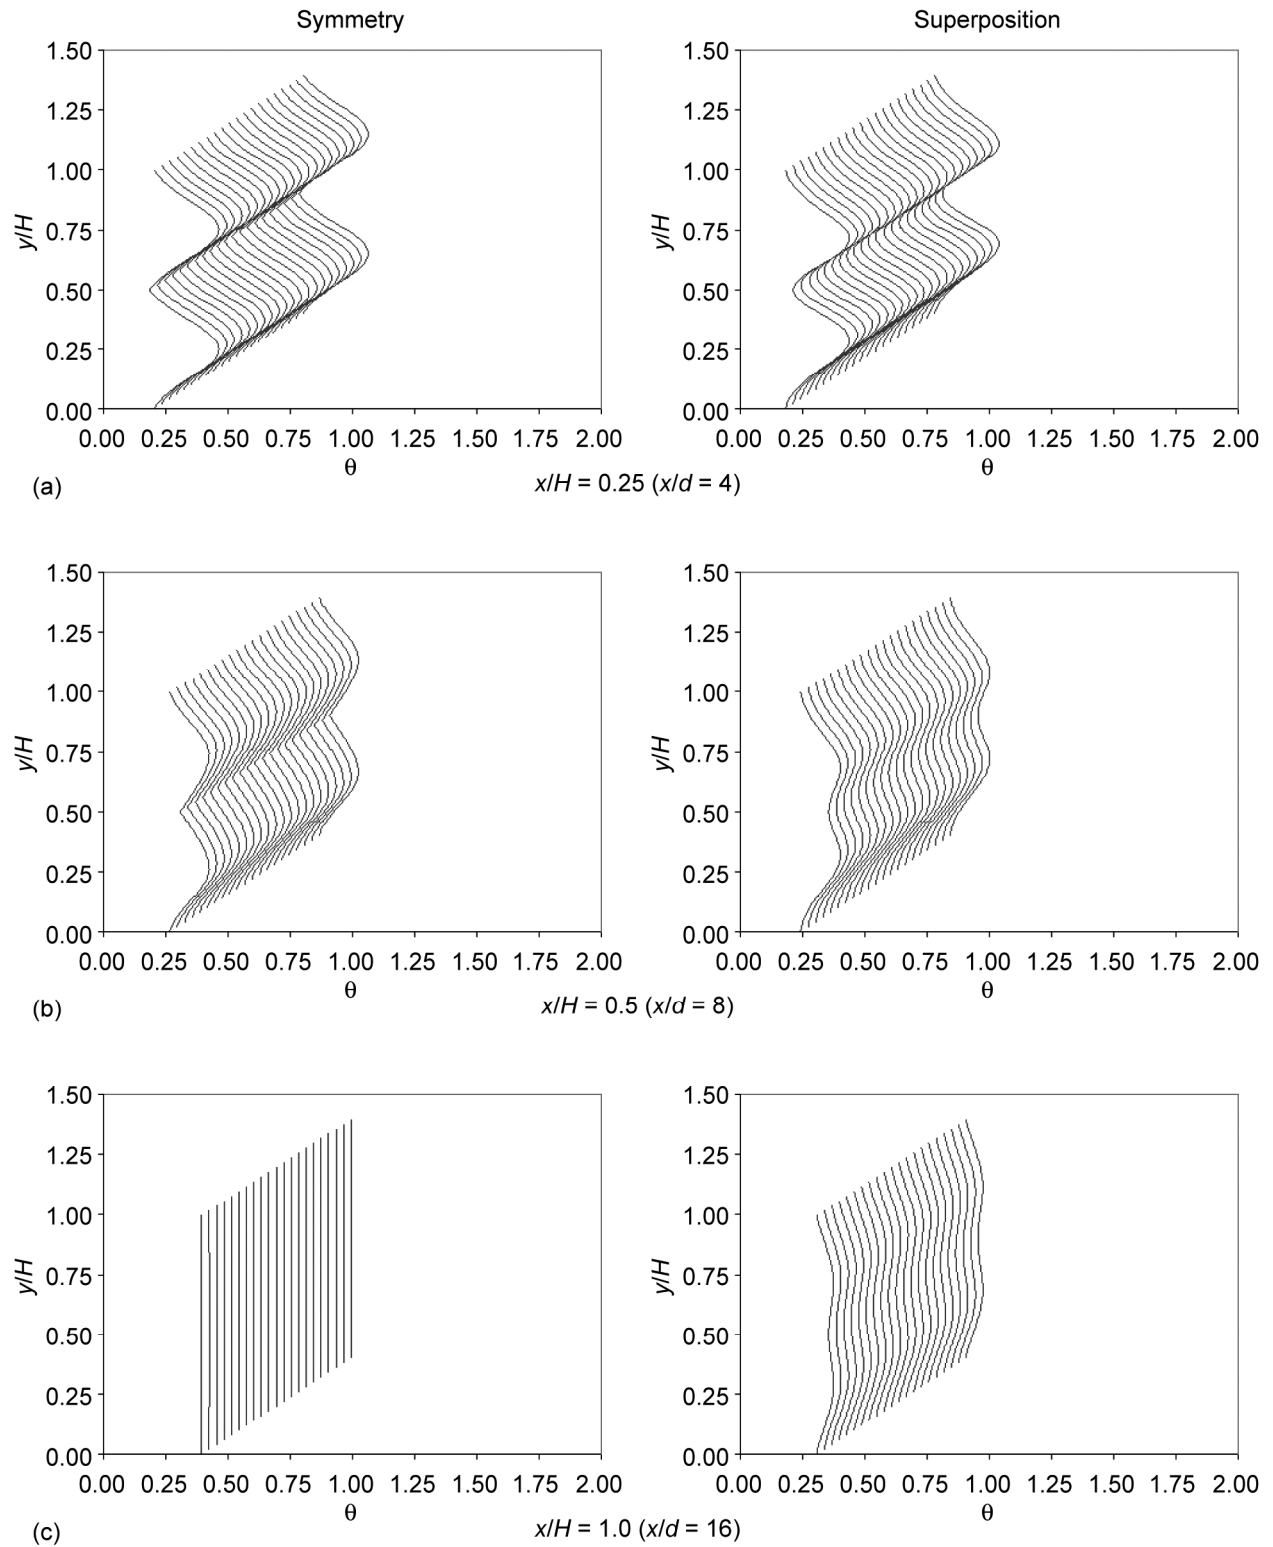 Symmetry Superposition
1.50 1.50
1.25 1.25
1.00 1.00
y/H 0.75 y/H 0.75
0.50 0.50
0.25 0.25
0.00 0.00
0.00 0.25 0.50 0.75 1.00 1.25 1.50 1.75 2.00 0.00 0.25 0.50 0.75 1.00 1.25 1.50 1.75 2.00
θ θ
(a) x/H = 0.25 (x/d = 4)
1.50 1.50
1.25 1.25
1.00 1.00
y/H 0.75 y/H 0.75
0.50 0.50
0.25 0.25
0.00 0.00
0.00 0.25 0.50 0.75 1.00 1.25 1.50 1.75 2.00 0.00 0.25 0.50 0.75 1.00 1.25 1.50 1.75 2.00
θ θ
(b) x/H = 0.5 (x/d = 8)
1.50 1.50
1.25 1.25
1.00 1.00
y/H 0.75 y/H 0.75
0.50 0.50
0.25 0.25
0.00 0.00
0.00 0.25 0.50 0.75 1.00 1.25 1.50 1.75 2.00 0.00 0.25 0.50 0.75 1.00 1.25 1.50 1.75 2.00
θ θ
(c) x/H = 1.0 (x/d = 16)